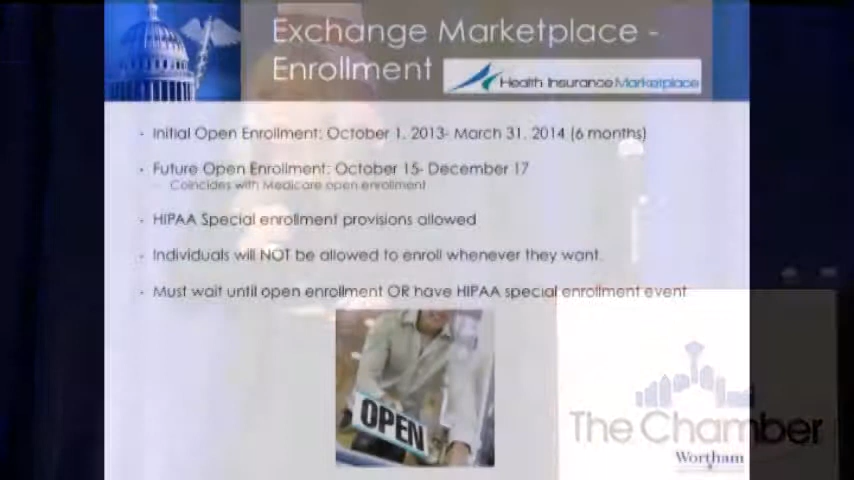 Exchange Marketplace -
Enrollment
Health Insurance Marketplace
- Initial Open Enrollment: October 1, 2013- March 31, 2014 (6 months)
- Future Open Enrollment: October 15- December 17
- Coincides with Medicare open enrollment
- HIPAA Special enrollment provisions allowed
- Individuals will NOT be allowed to enroll whenever they want.
- Must wait until open enrollment OR have HIPAA special enrollment event
OPEN
The Chamber
Wortham